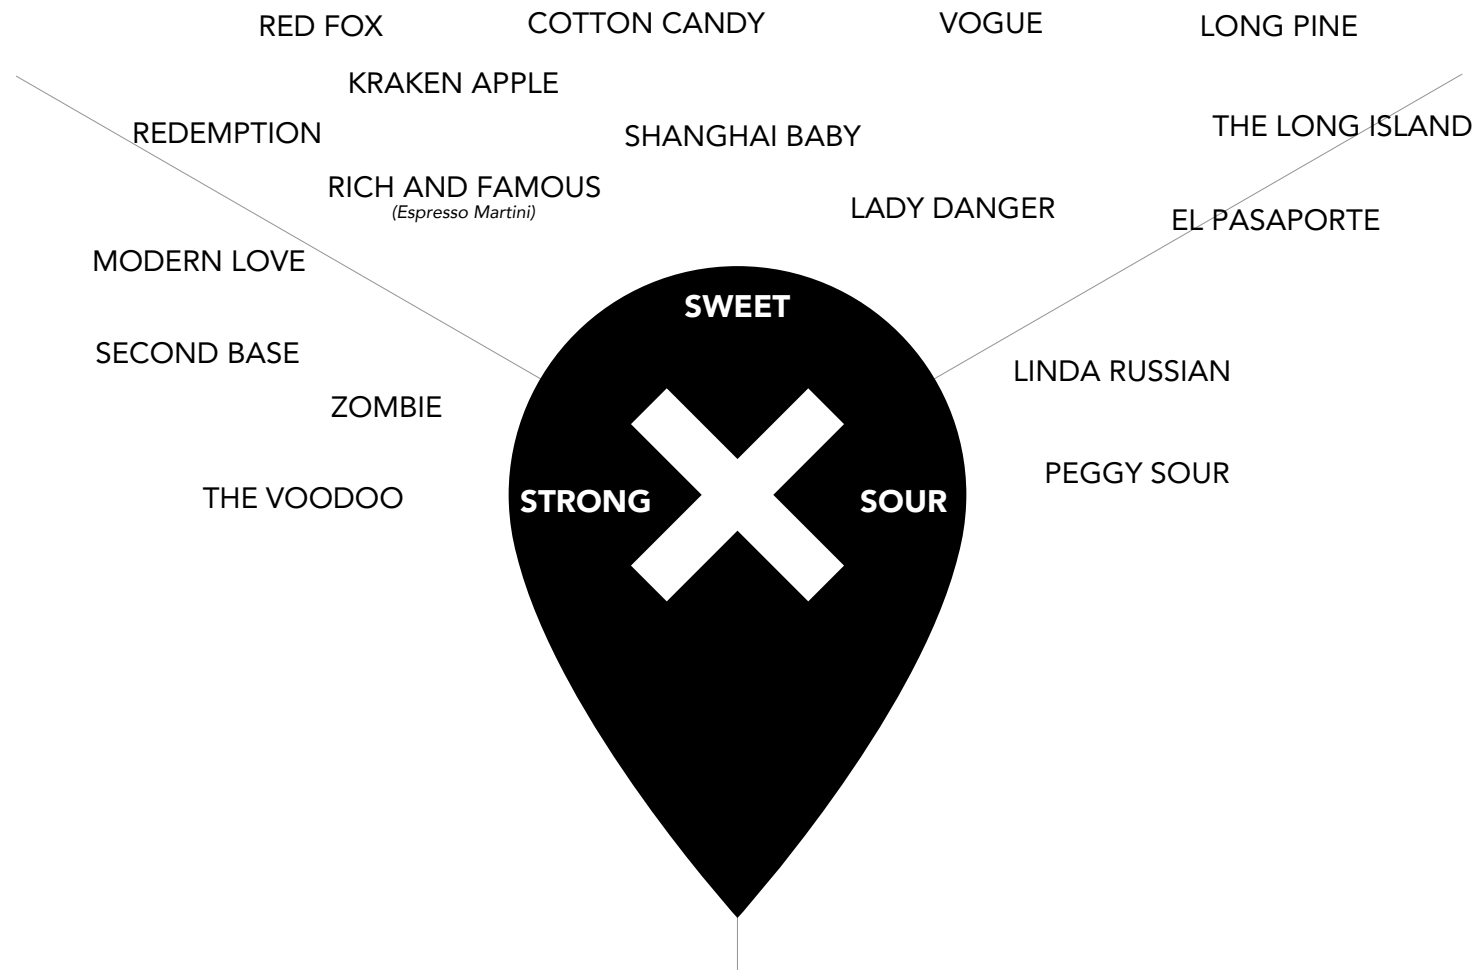 RED FOX
COTTON CANDY
VOGUE
LONG PINE
KRAKEN APPLE
REDEMPTION
SHANGHAI BABY
THE LONG ISLAND
RICH AND FAMOUS
(Espresso Martini)
LADY DANGER
EL PASAPORTE
MODERN LOVE
SWEET
SECOND BASE
LINDA RUSSIAN
ZOMBIE
PEGGY SOUR
THE VOODOO
STRONG
SOUR